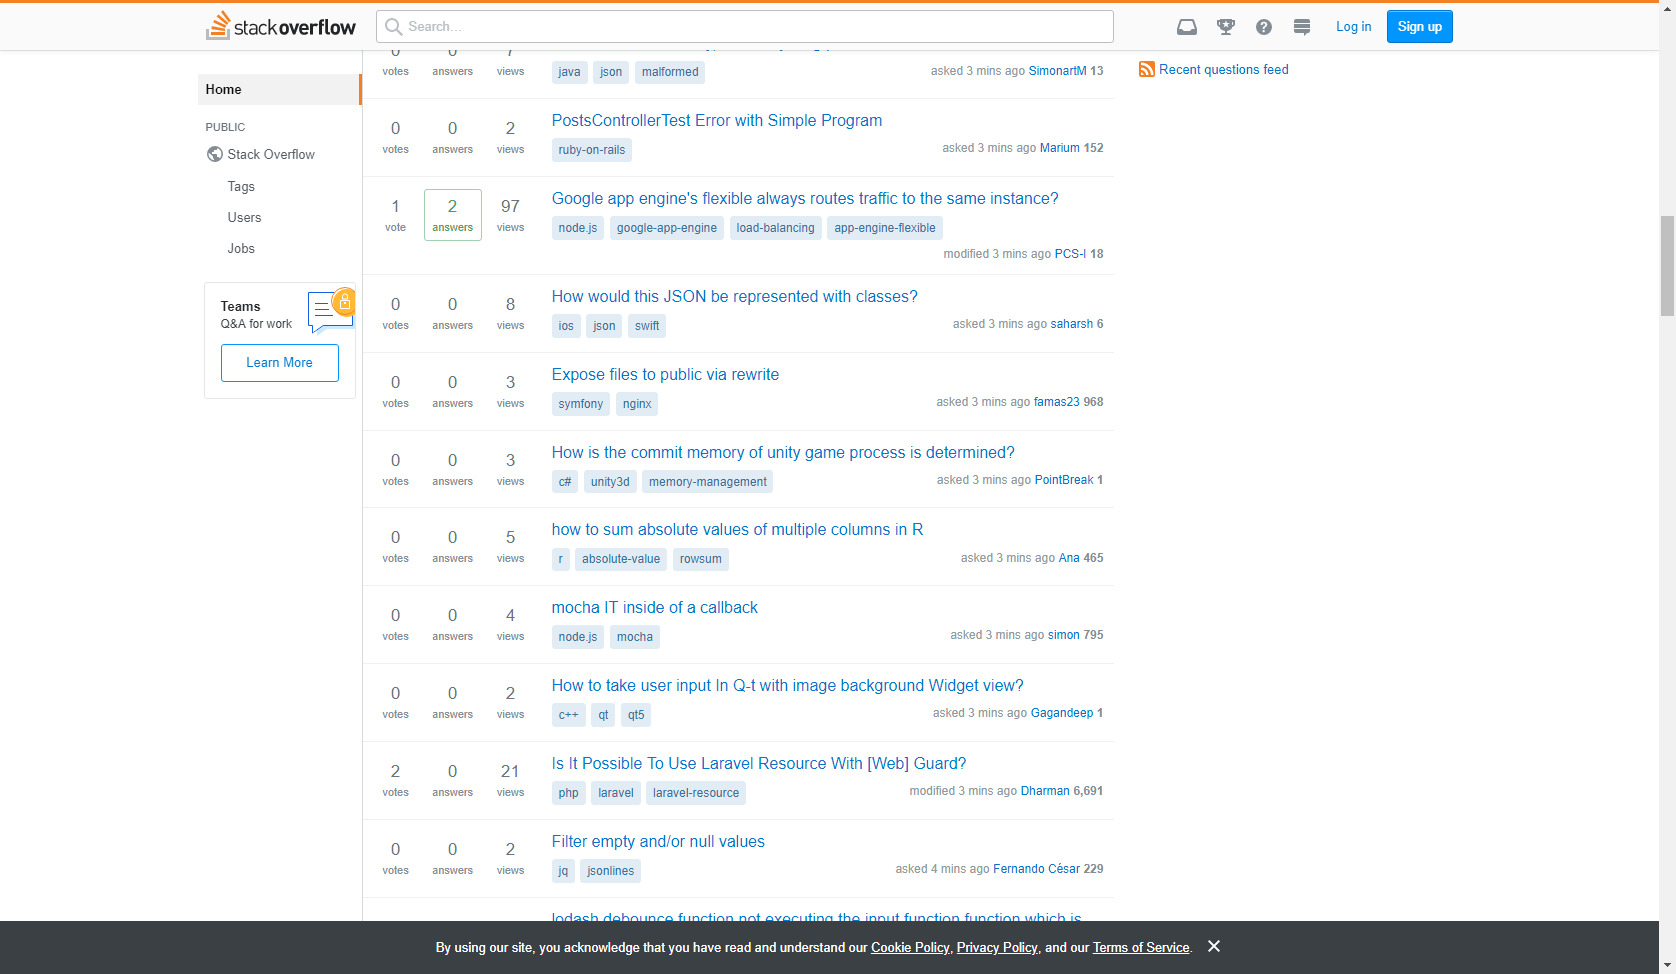 stackoverflow
Search...
Log in
Sign up
Home
PUBLIC
Stack Overflow
Tags
Users
Jobs
Teams
Q&A for work
Learn More
0 0 7
votes answers views
java json malformed
asked 3 mins ago SimonartM 13
0 0 2
votes answers views
PostsControllerTest Error with Simple Program
ruby-on-rails
asked 3 mins ago Marium 152
1 2 97
vote answers views
Google app engine's flexible always routes traffic to the same instance?
node.js google-app-engine load-balancing app-engine-flexible
modified 3 mins ago PCS-I 18
0 0 8
votes answers views
How would this JSON be represented with classes?
ios json swift
asked 3 mins ago saharsh 6
0 0 3
votes answers views
Expose files to public via rewrite
symfony nginx
asked 3 mins ago famas23 968
0 0 3
votes answers views
How is the commit memory of unity game process is determined?
c# unity3d memory-management
asked 3 mins ago PointBreak 1
0 0 5
votes answers views
how to sum absolute values of multiple columns in R
r absolute-value rowsum
asked 3 mins ago Ana 465
0 0 4
votes answers views
mocha IT inside of a callback
node.js mocha
asked 3 mins ago simon 795
0 0 2
votes answers views
How to take user input In Q-t with image background Widget view?
c++ qt qt5
asked 3 mins ago Gagandeep 1
2 0 21
votes answers views
Is It Possible To Use Laravel Resource With [Web] Guard?
php laravel laravel-resource
modified 3 mins ago Dharman 6,691
0 0 2
votes answers views
Filter empty and/or null values
jq jsonlines
asked 4 mins ago Fernando César 229
lodash debounce function not executing the input function function which is
Recent questions feed
By using our site, you acknowledge that you have read and understand our Cookie Policy, Privacy Policy, and our Terms of Service.